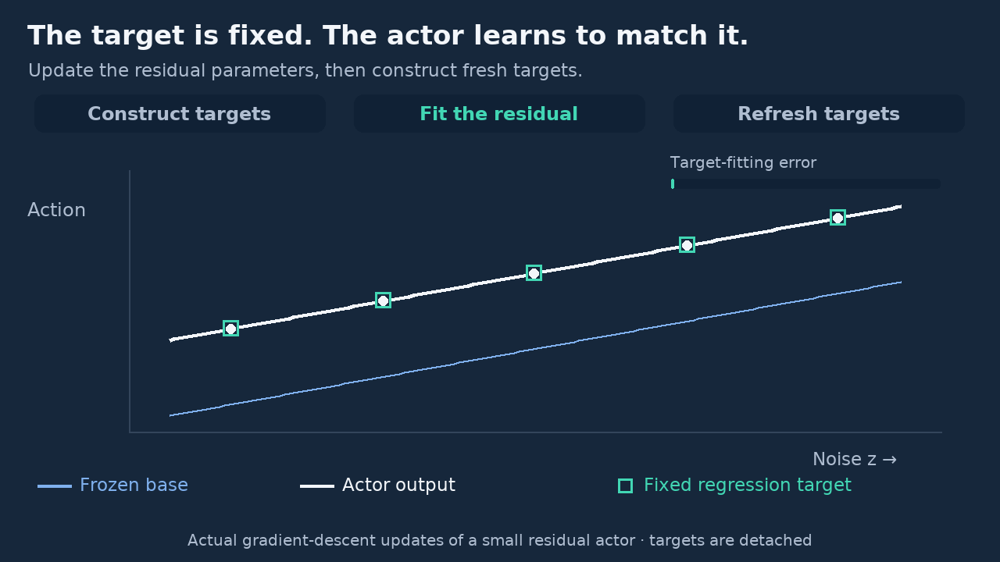 The target is fixed. The actor learns to match it.
Update the residual parameters, then construct fresh targets.
Construct targets
Fit the residual
Refresh targets
Target-fitting error
Action
Noise z →
Frozen base
Actor output
Fixed regression target
Actual gradient-descent updates of a small residual actor · targets are detached